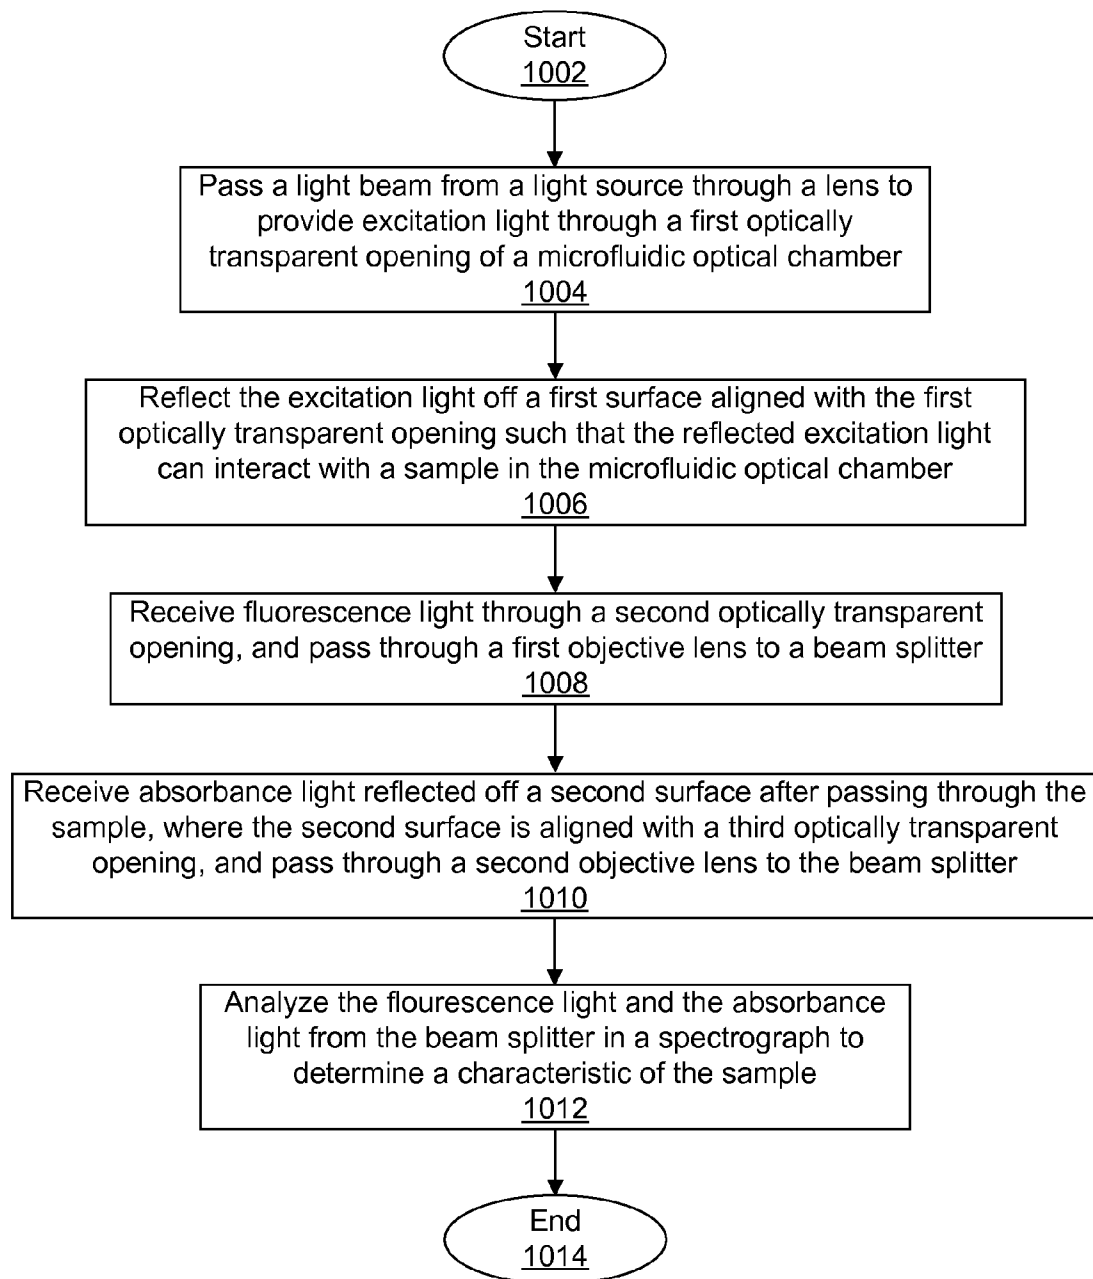 Start
1002
Pass a light beam from a light source through a lens to
provide excitation light through a first optically
transparent opening of a microfluidic optical chamber
1004
Reflect the excitation light off a first surface aligned with the first
optically transparent opening such that the reflected excitation light
can interact with a sample in the microfluidic optical chamber
1006
Receive fluorescence light through a second optically transparent
opening, and pass through a first objective lens to a beam splitter
1008
Receive absorbance light reflected off a second surface after passing through the
sample, where the second surface is aligned with a third optically transparent
opening, and pass through a second objective lens to the beam splitter
1010
Analyze the flourescence light and the absorbance
light from the beam splitter in a spectrograph to
determine a characteristic of the sample
1012
End
1014